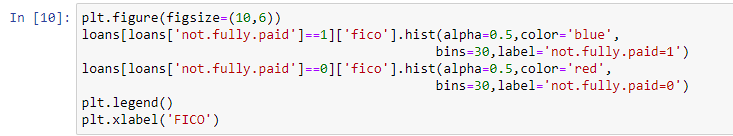 In [10]: plt.figure(figsize=(10,6))
loans[loans['not.fully.paid']==1]['fico'].hist(alpha=0.5,color='blue',
bins=30,label='not.fully.paid=1')
loans[loans['not.fully.paid']==0]['fico'].hist(alpha=0.5,color='red',
bins=30,label='not.fully.paid=0')
plt.legend()
plt.xlabel('FICO')